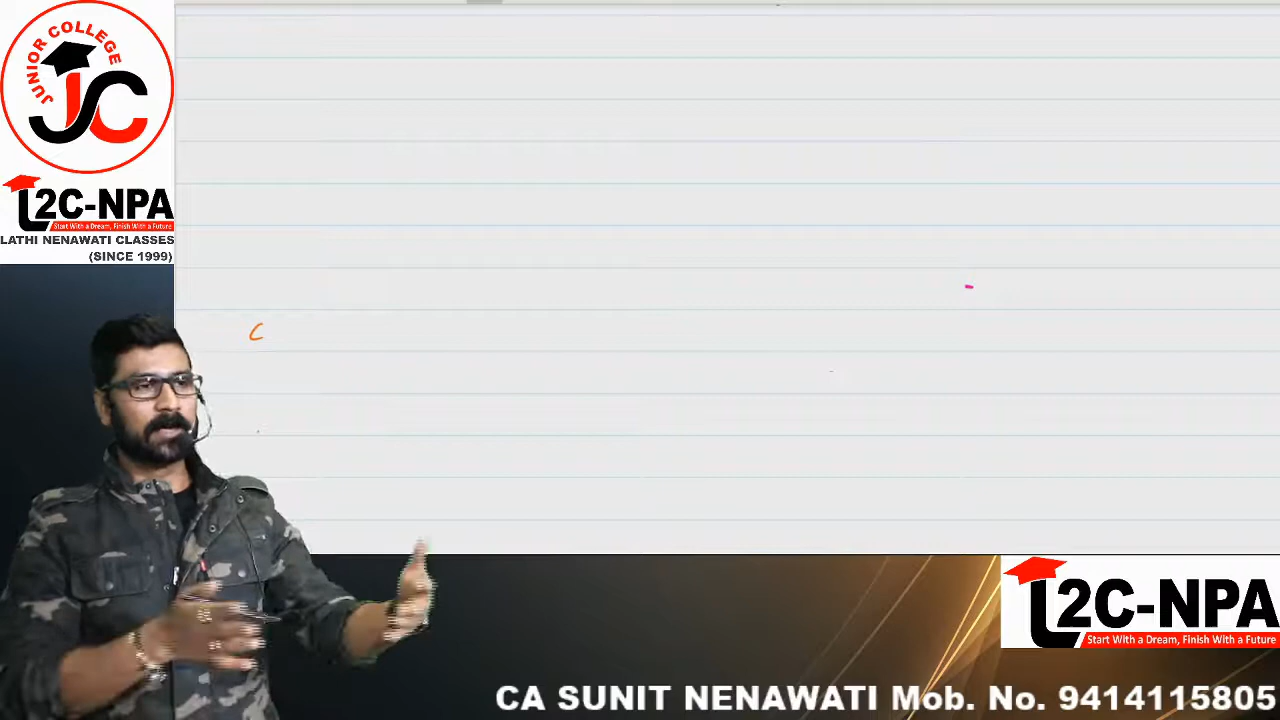 JUNIOR COLLEGE
JC
L2C-NPA
Start With a Dream, Finish With a Future
LATHI NENAWATI CLASSES
(SINCE 1999)
C
L2C-NPA
Start With a Dream, Finish With a Future
CA SUNIT NENAWATI Mob. No. 9414115805